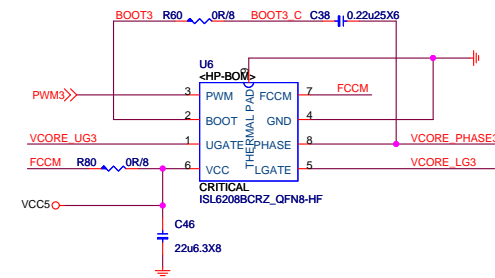 BOOT3 R60 0R/8 BOOT3_C C38 0.22u25X6
U6
<HP-BOM>
9
PWM3 3 PWM FCCM 7 FCCM
2 BOOT GND 4
THERMAL PAD
VCORE_UG3 1 UGATE PHASE 8 VCORE_PHASE3
FCCM R80 0R/8 6 VCC LGATE 5 VCORE_LG3
CRITICAL
ISL6208BCRZ_QFN8-HF
VCC5
C46
22u6.3X8